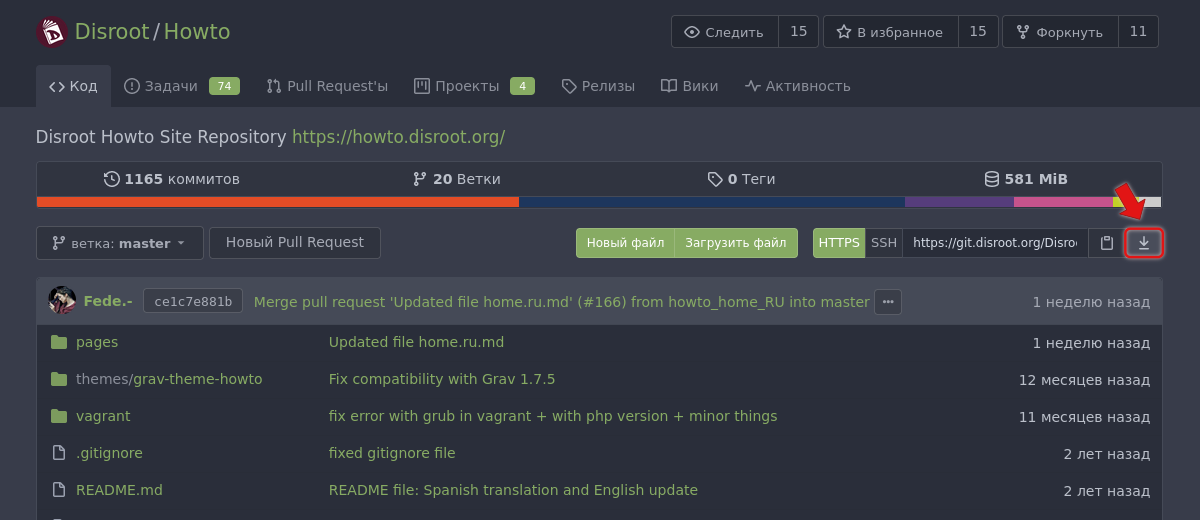 Disroot / Howto
Следить 15 В избранное 15 Форкнуть 11
Код Задачи 74 Pull Request'ы Проекты 4 Релизы Вики Активность
Disroot Howto Site Repository https://howto.disroot.org/
1165 коммитов 20 Ветки 0 Теги 581 MiB
ветка: master Новый Pull Request Новый файл Загрузить файл HTTPS SSH https://git.disroot.org/Disro
Fede.- ce1c7e881b Merge pull request 'Updated file home.ru.md' (#166) from howto_home_RU into master ... 1 неделю назад
pages Updated file home.ru.md 1 неделю назад
themes/grav-theme-howto Fix compatibility with Grav 1.7.5 12 месяцев назад
vagrant fix error with grub in vagrant + with php version + minor things 11 месяцев назад
.gitignore fixed gitignore file 2 лет назад
README.md README file: Spanish translation and English update 2 лет назад